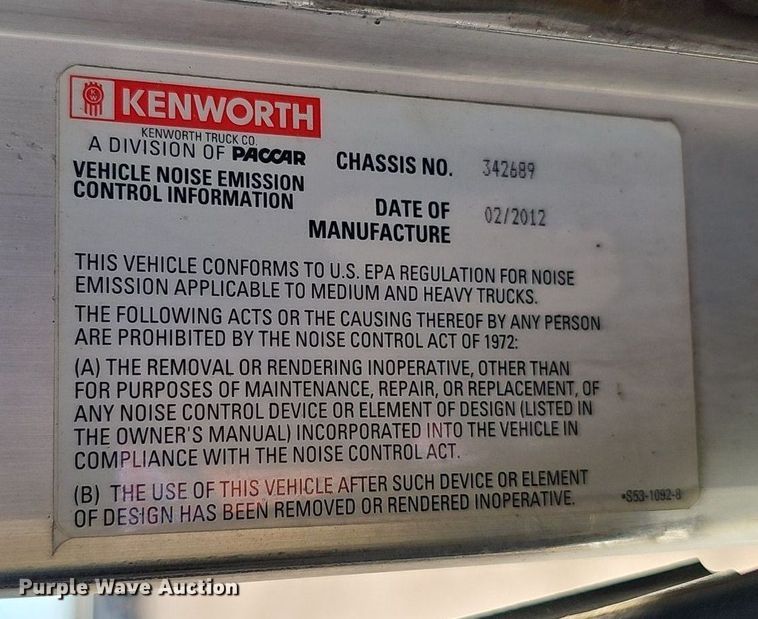 KW KENWORTH
KENWORTH TRUCK CO.
A DIVISION OF PACCAR
VEHICLE NOISE EMISSION
CONTROL INFORMATION
CHASSIS NO. 342689
DATE OF
MANUFACTURE 02/2012
THIS VEHICLE CONFORMS TO U.S. EPA REGULATION FOR NOISE
EMISSION APPLICABLE TO MEDIUM AND HEAVY TRUCKS.
THE FOLLOWING ACTS OR THE CAUSING THEREOF BY ANY PERSON
ARE PROHIBITED BY THE NOISE CONTROL ACT OF 1972:
(A) THE REMOVAL OR RENDERING INOPERATIVE, OTHER THAN
FOR PURPOSES OF MAINTENANCE, REPAIR, OR REPLACEMENT, OF
ANY NOISE CONTROL DEVICE OR ELEMENT OF DESIGN (LISTED IN
THE OWNER'S MANUAL) INCORPORATED INTO THE VEHICLE IN
COMPLIANCE WITH THE NOISE CONTROL ACT.
(B) THE USE OF THIS VEHICLE AFTER SUCH DEVICE OR ELEMENT
OF DESIGN HAS BEEN REMOVED OR RENDERED INOPERATIVE.
*S53-1092-8
Purple Wave Auction